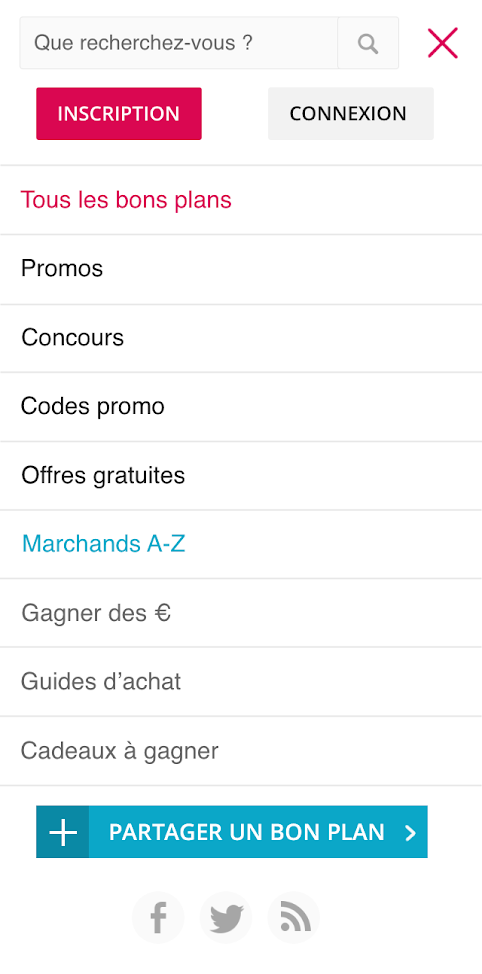 Que recherchez-vous ?
INSCRIPTION
CONNEXION
Tous les bons plans
Promos
Concours
Codes promo
Offres gratuites
Marchands A-Z
Gagner des €
Guides d’achat
Cadeaux à gagner
PARTAGER UN BON PLAN